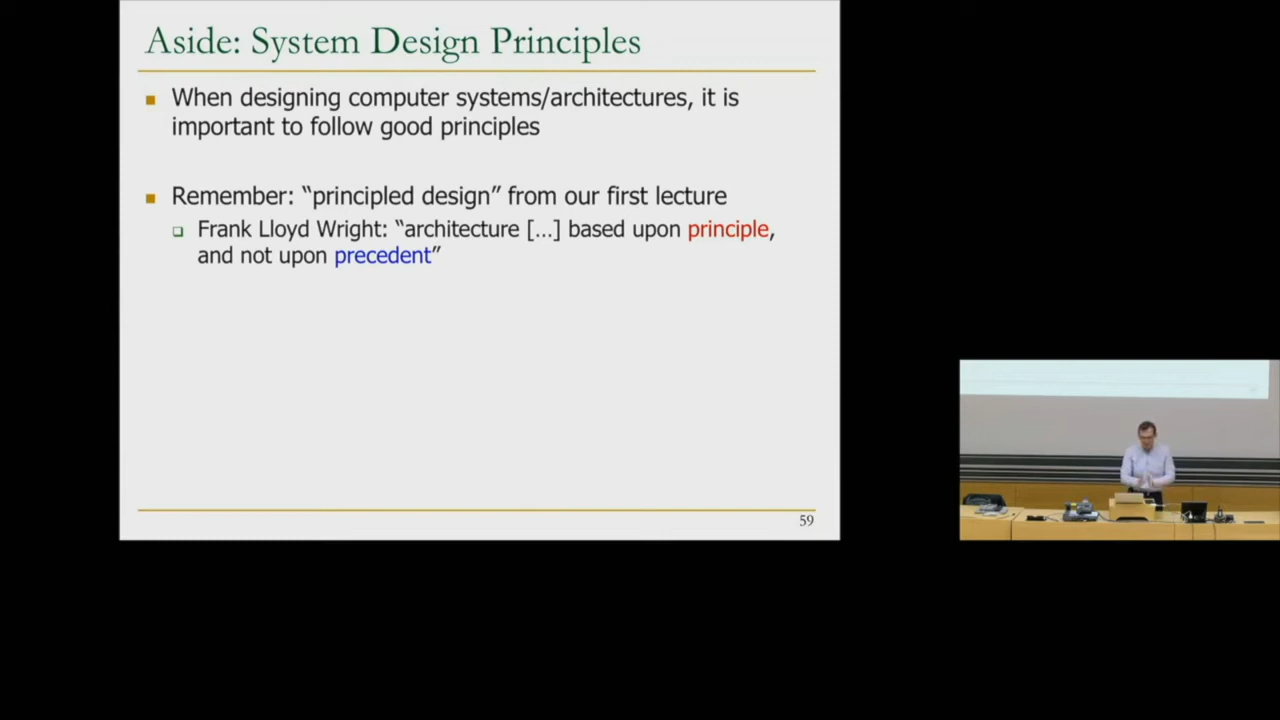 Aside: System Design Principles
When designing computer systems/architectures, it is
important to follow good principles
Remember: “principled design” from our first lecture
Frank Lloyd Wright: “architecture [...] based upon principle,
and not upon precedent”
59